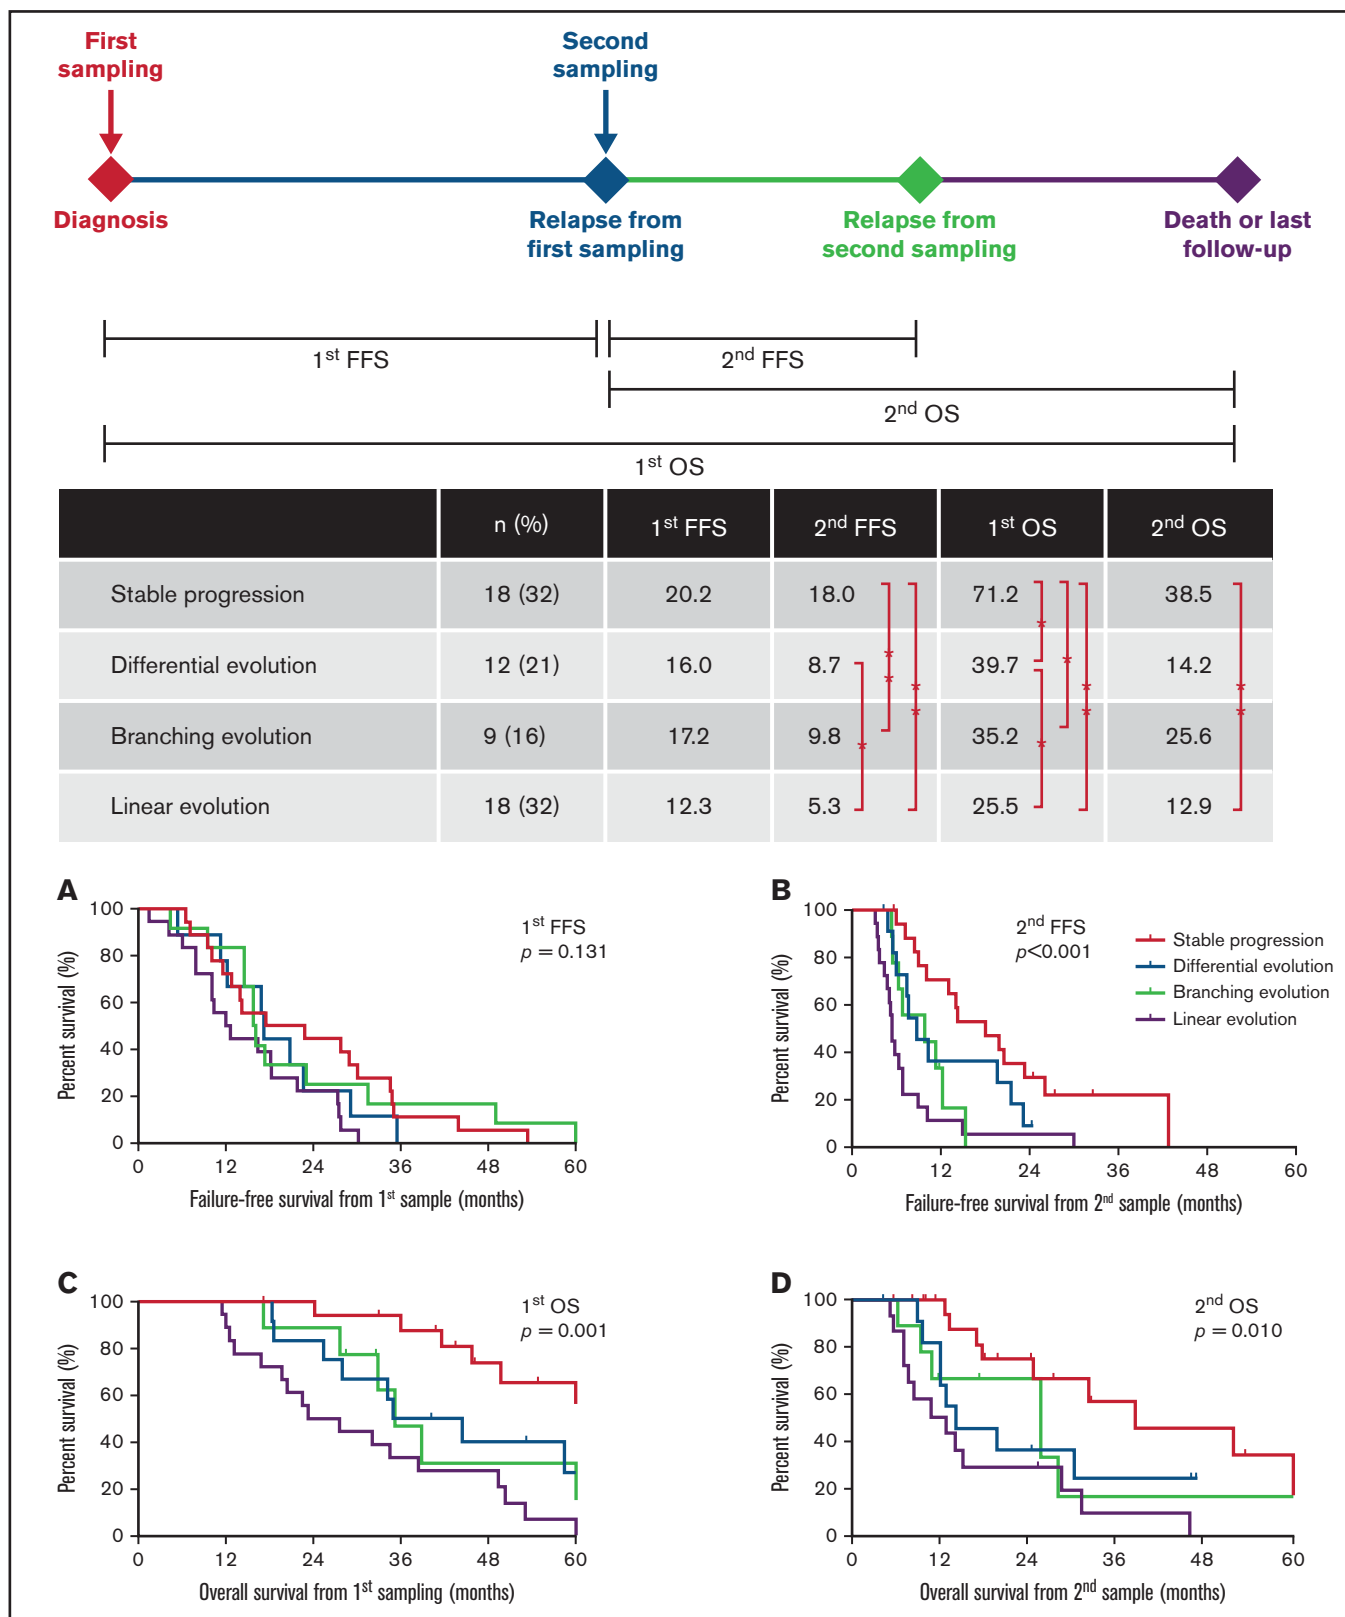 First
sampling
Second
sampling
Diagnosis
Relapse from
first sampling
Relapse from
second sampling
Death or last
follow-up
1st FFS
2nd FFS
2nd OS
1st OS
n (%) 1st FFS 2nd FFS 1st OS 2nd OS
Stable progression 18 (32) 20.2 18.0 71.2 38.5
Differential evolution 12 (21) 16.0 8.7 39.7 14.2
Branching evolution 9 (16) 17.2 9.8 35.2 25.6
Linear evolution 18 (32) 12.3 5.3 25.5 12.9
A
1st FFS
p = 0.131
Percent survival (%)
100
80
60
40
20
0
0 12 24 36 48 60
Failure-free survival from 1st sample (months)
B
2nd FFS
p<0.001
Stable progression
Differential evolution
Branching evolution
Linear evolution
Percent survival (%)
100
80
60
40
20
0
0 12 24 36 48 60
Failure-free survival from 2nd sample (months)
C
1st OS
p = 0.001
Percent survival (%)
100
80
60
40
20
0
0 12 24 36 48 60
Overall survival from 1st sampling (months)
D
2nd OS
p = 0.010
Percent survival (%)
100
80
60
40
20
0
0 12 24 36 48 60
Overall survival from 2nd sample (months)